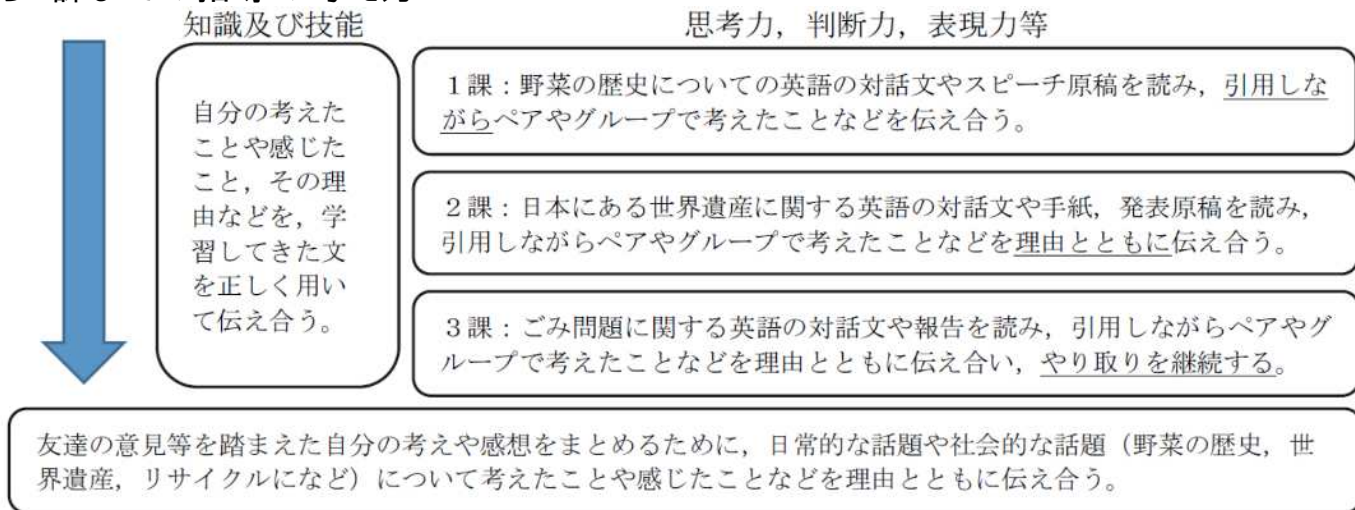 知識及び技能
思考力，判断力，表現力等
自分の考えた
ことや感じた
こと，その理
由などを，学
習してきた文
を正しく用い
て伝え合う。
１課：野菜の歴史についての英語の対話文やスピーチ原稿を読み，引用しな
がらペアやグループで考えたことなどを伝え合う。
２課：日本にある世界遺産に関する英語の対話文や手紙，発表原稿を読み，
引用しながらペアやグループで考えたことなどを理由とともに伝え合う。
３課：ごみ問題に関する英語の対話文や報告を読み，引用しながらペアやグ
ループで考えたことなどを理由とともに伝え合い，やり取りを継続する。
友達の意見等を踏まえた自分の考えや感想をまとめるために，日常的な話題や社会的な話題（野菜の歴史，世
界遺産，リサイクルになど）について考えたことや感じたことなどを理由とともに伝え合う。